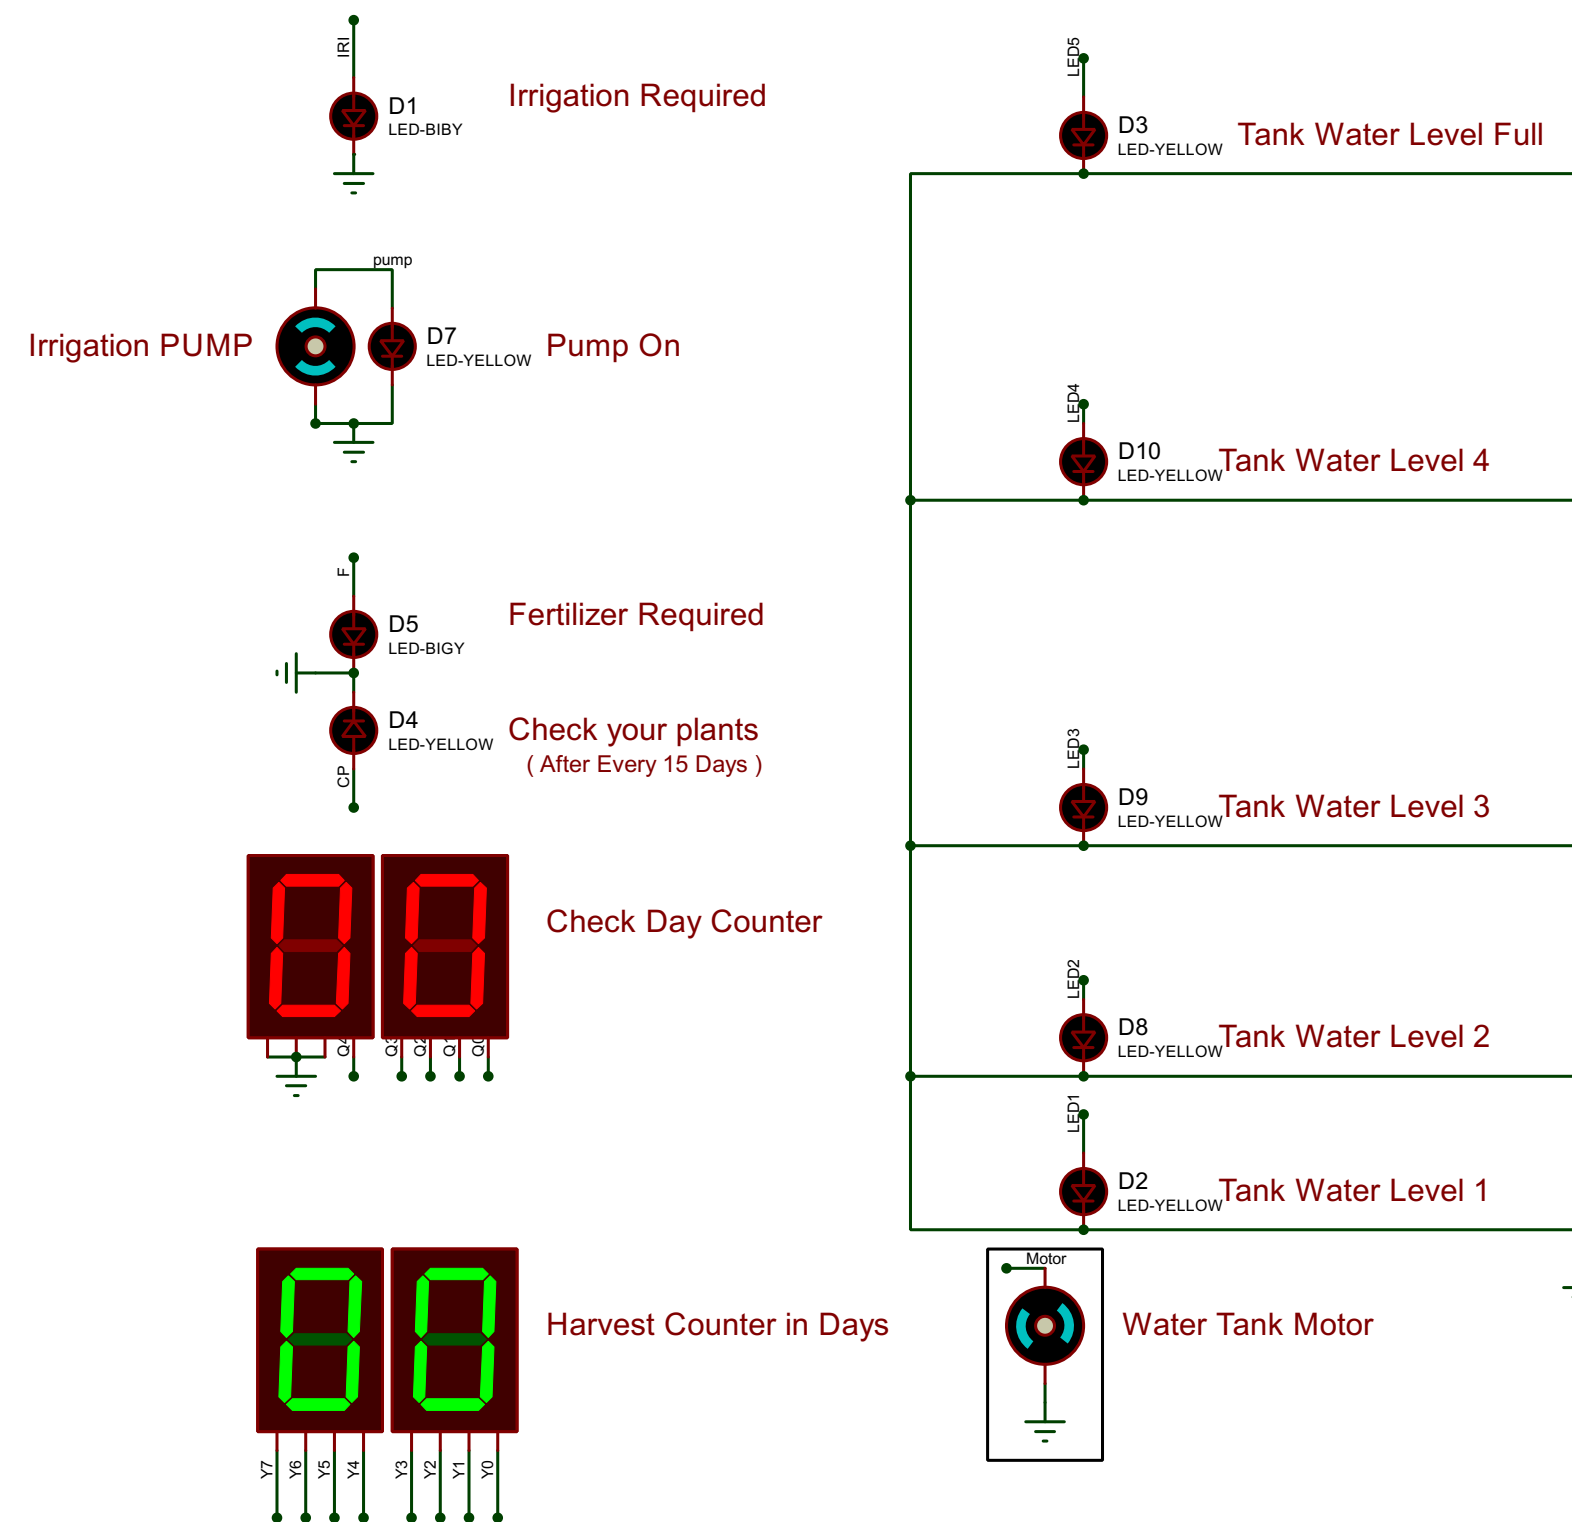 IRI
D1
LED-BIBY
Irrigation Required
pump
Irrigation PUMP
D7
LED-YELLOW
Pump On
F
D5
LED-BIGY
Fertilizer Required
D4
LED-YELLOW
CP
Check your plants
( After Every 15 Days )
Check Day Counter
00
Q4
Q3
Q2
Q1
Q0
Harvest Counter in Days
00
Y7
Y6
Y5
Y4
Y3
Y2
Y1
Y0
LED5
D3
LED-YELLOW
Tank Water Level Full
LED4
D10
LED-YELLOW
Tank Water Level 4
LED3
D9
LED-YELLOW
Tank Water Level 3
LED2
D8
LED-YELLOW
Tank Water Level 2
LED1
D2
LED-YELLOW
Tank Water Level 1
Motor
Water Tank Motor